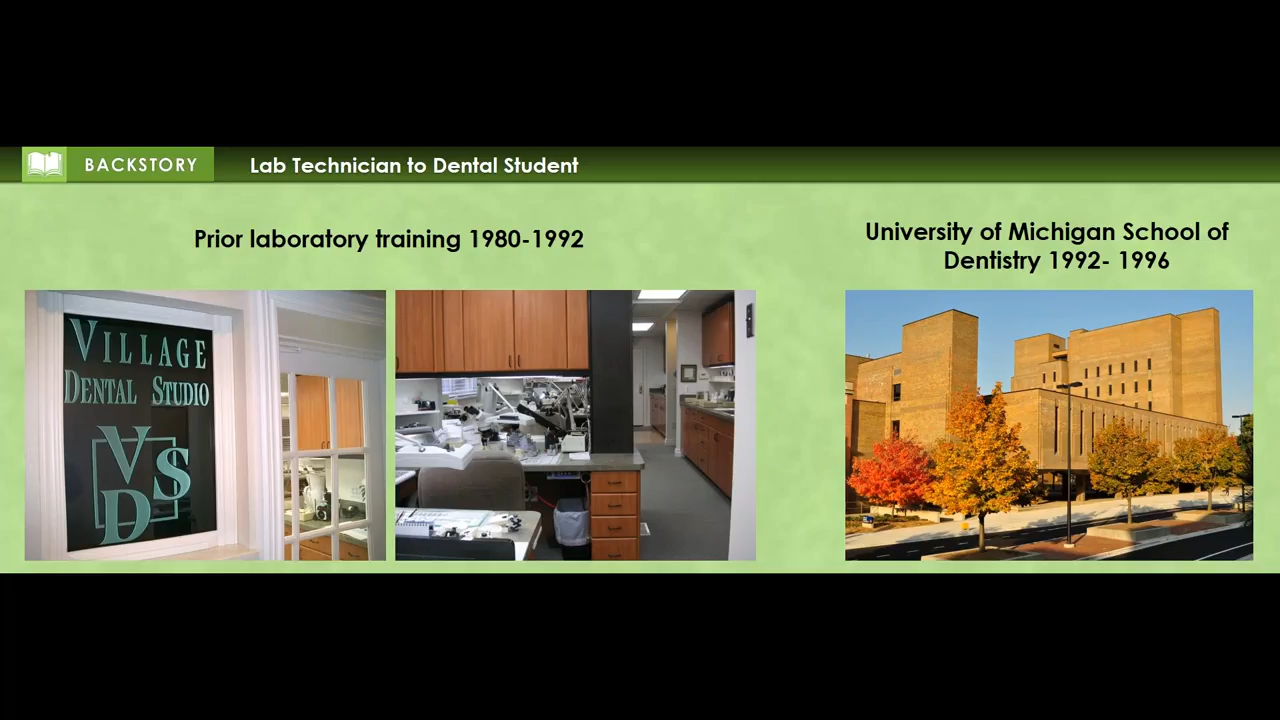 BACKSTORY
Lab Technician to Dental Student
Prior laboratory training 1980-1992
University of Michigan School of
Dentistry 1992- 1996
VILLAGE
DENTAL STUDIO
VSD